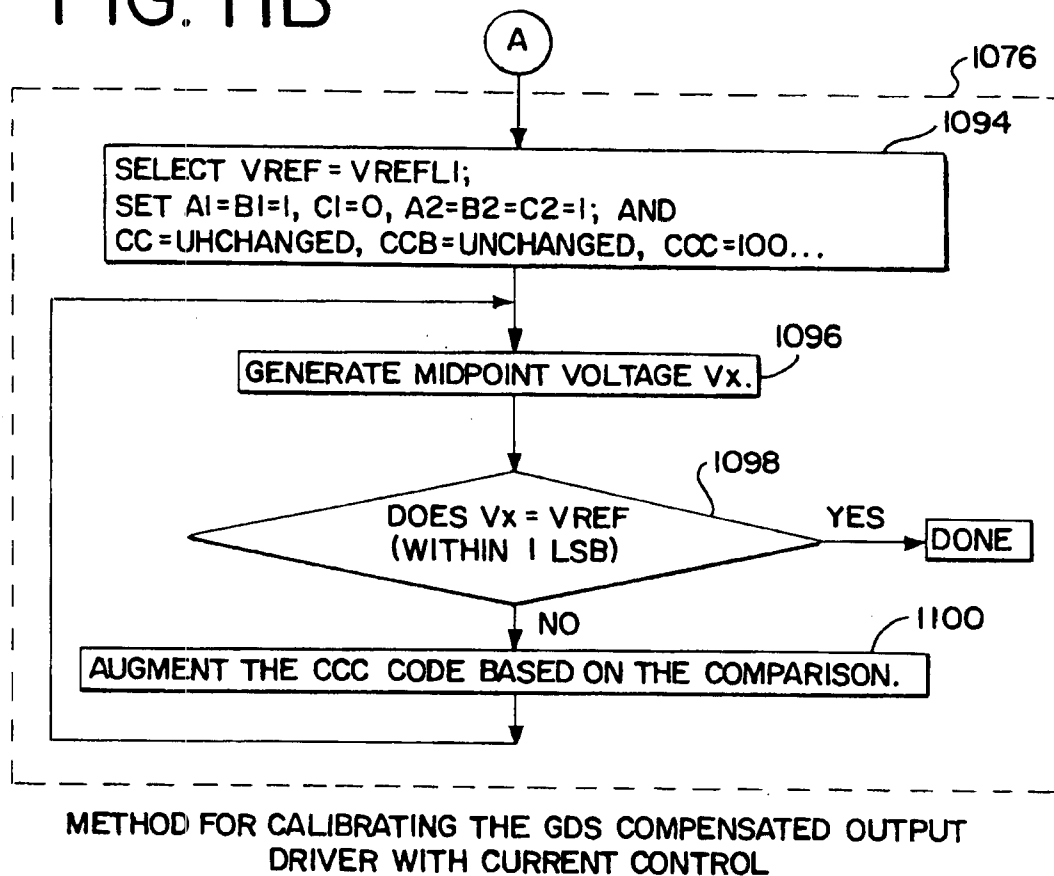 FIG. 11B
A
1076
1094
SELECT VREF = VREFL1;
SET A1=B1=1, C1=0, A2=B2=C2=1; AND
CC=UHCHANGED, CCB=UNCHANGED, CCC=100...
1096
GENERATE MIDPOINT VOLTAGE Vx.
1098
DOES Vx = VREF
(WITHIN 1 LSB)
YES
DONE
NO
1100
AUGMENT THE CCC CODE BASED ON THE COMPARISON.
METHOD FOR CALIBRATING THE GDS COMPENSATED OUTPUT
DRIVER WITH CURRENT CONTROL